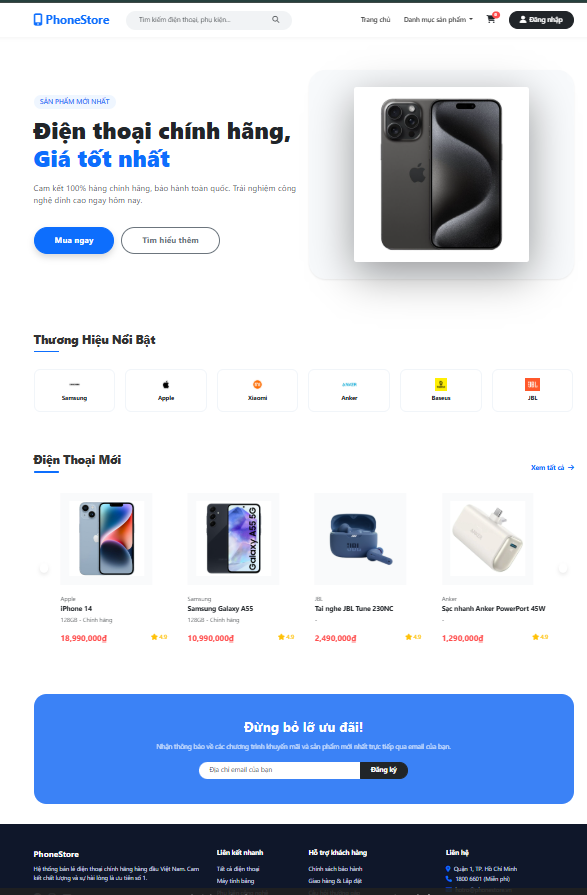 PhoneStore
Tìm kiếm điện thoại, phụ kiện...
Trang chủ
Danh mục sản phẩm
Đăng nhập
SẢN PHẨM MỚI NHẤT
Điện thoại chính hãng,
Giá tốt nhất
Cam kết 100% hàng chính hãng, bảo hành toàn quốc. Trải nghiệm công
nghệ đỉnh cao ngay hôm nay.
Mua ngay
Tìm hiểu thêm
Thương Hiệu Nổi Bật
Samsung
Apple
Xiaomi
ANKER
Anker
Baseus
JBL
JBL
Điện Thoại Mới
Xem tất cả
Galaxy A55 5G
Apple
iPhone 14
128GB - Chính hãng
18,990,000₫
4.9
Samsung
Samsung Galaxy A55
128GB - Chính hãng
10,990,000₫
4.9
JBL
Tai nghe JBL Tune 230NC
-
2,490,000₫
4.9
Anker
Sạc nhanh Anker PowerPort 45W
-
1,290,000₫
4.9
Đừng bỏ lỡ ưu đãi!
Nhận thông báo về các chương trình khuyến mãi và sản phẩm mới nhất trực tiếp qua email của bạn.
Địa chỉ email của bạn
Đăng ký
PhoneStore
Hệ thống bán lẻ điện thoại chính hãng hàng đầu Việt Nam. Cam
kết chất lượng và sự hài lòng là ưu tiên số 1.
Liên kết nhanh
Tất cả điện thoại
Máy tính bảng
Hỗ trợ khách hàng
Chính sách bảo hành
Giao hàng & Lắp đặt
Liên hệ
Quận 1, TP. Hồ Chí Minh
1800 6601 (Miễn phí)